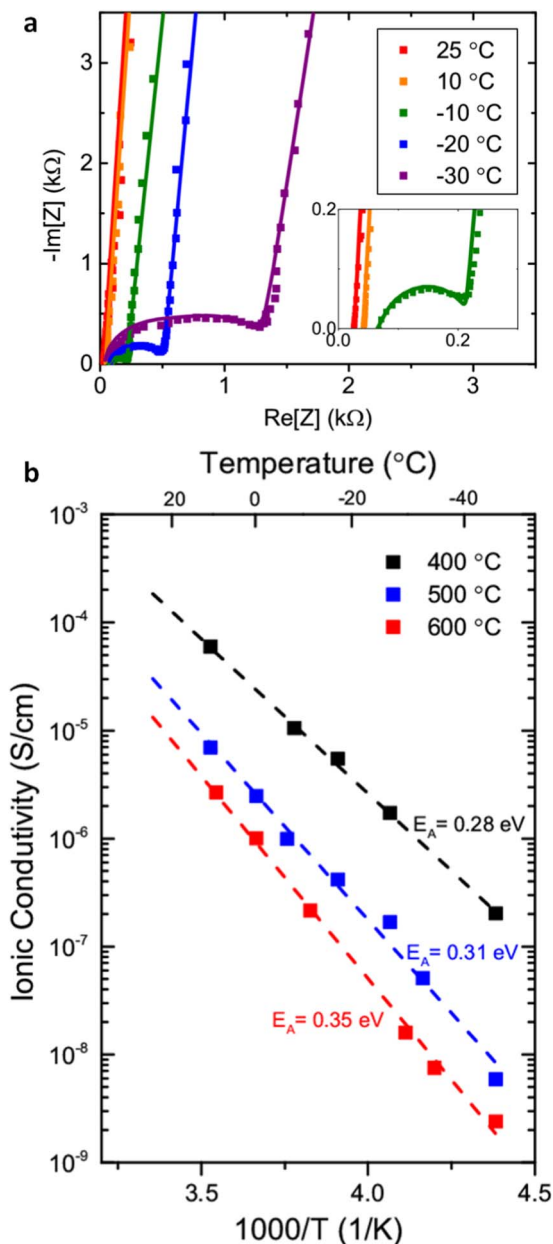 a
3
2
1
0
-Im[Z] (kΩ)
25 °C
10 °C
-10 °C
-20 °C
-30 °C
0.2
0.0
0.0
0.2
0
1
2
3
Re[Z] (kΩ)
b
Temperature (°C)
20
0
-20
-40
10⁻³
10⁻⁴
10⁻⁵
10⁻⁶
10⁻⁷
10⁻⁸
10⁻⁹
Ionic Condutivity (S/cm)
400 °C
500 °C
600 °C
E_A= 0.28 eV
E_A= 0.31 eV
E_A= 0.35 eV
3.5
4.0
4.5
1000/T (1/K)